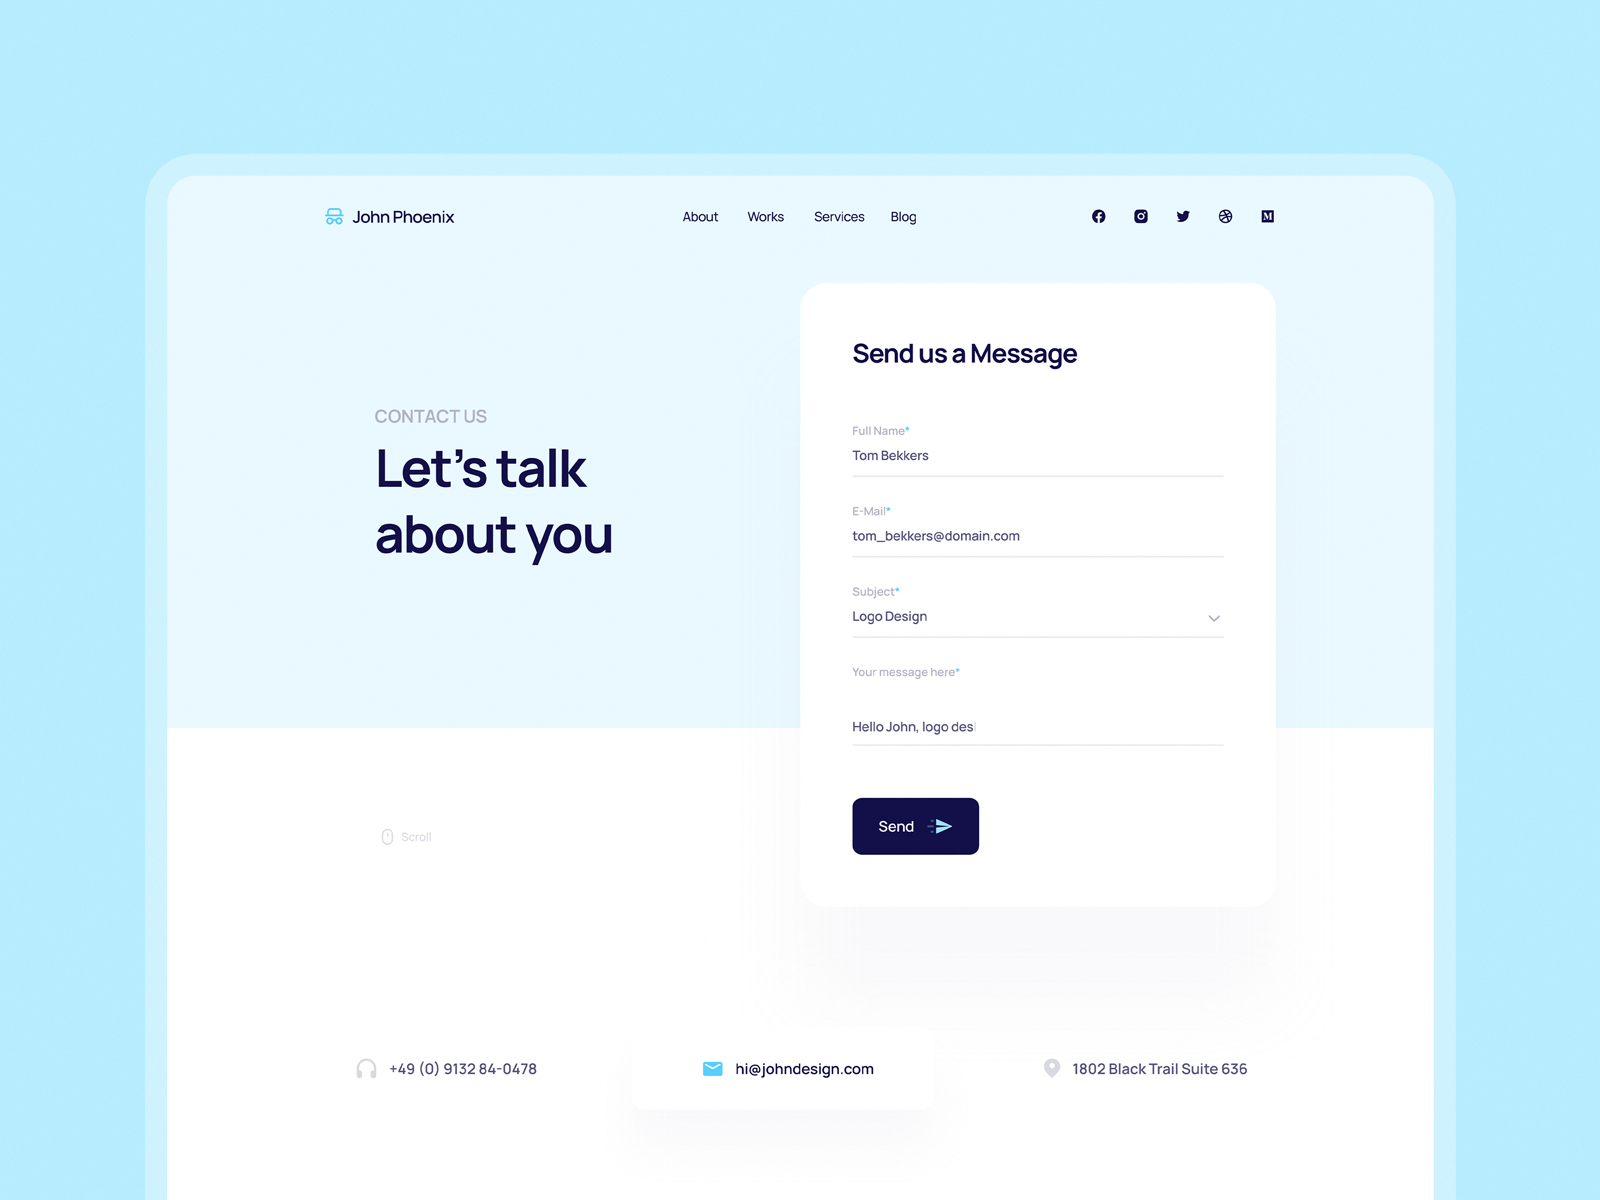 John Phoenix
About
Works
Services
Blog
CONTACT US
Let's talk
about you
Send us a Message
Full Name*
Tom Bekkers
E-Mail*
tom_bekkers@domain.com
Subject*
Logo Design
Your message here*
Hello John, logo des
Send
Scroll
+49 (0) 9132 84-0478
hi@johndesign.com
1802 Black Trail Suite 636